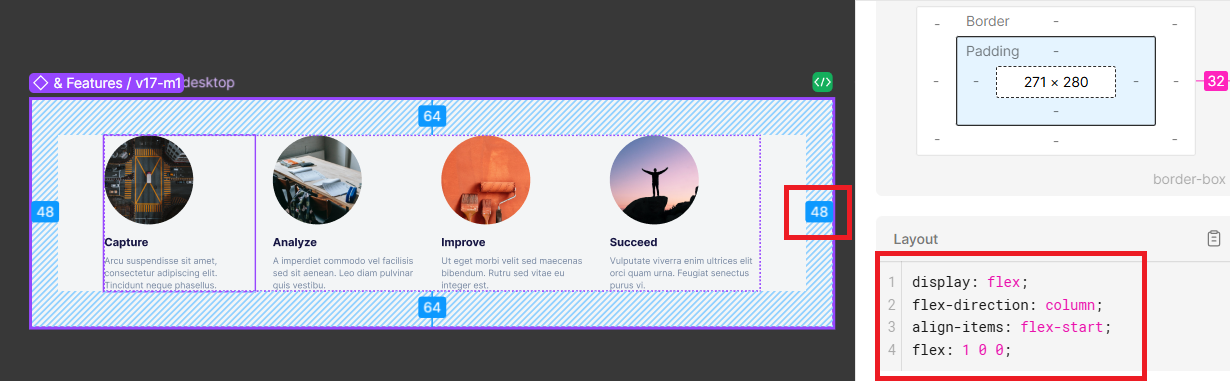 & Features / v17-m1 desktop
</>
64
48
48
64
Capture
Arcu suspendisse sit amet,
consectetur adipiscing elit.
Tincidunt neque phasellus.
Analyze
A imperdiet commodo vel facilisis
sed sit aenean. Leo diam pulvinar
quis vestibu.
Improve
Ut eget morbi velit sed maecenas
bibendum. Rutru sed vitae eu
integer est.
Succeed
Vulputate viverra enim ultrices elit
orci quam urna. Feugiat senectus
purus vi.
Border -
- -
Padding -
- - 271 × 280 - - 32
-
- - -
border-box
Layout
1 display: flex;
2 flex-direction: column;
3 align-items: flex-start;
4 flex: 1 0 0;